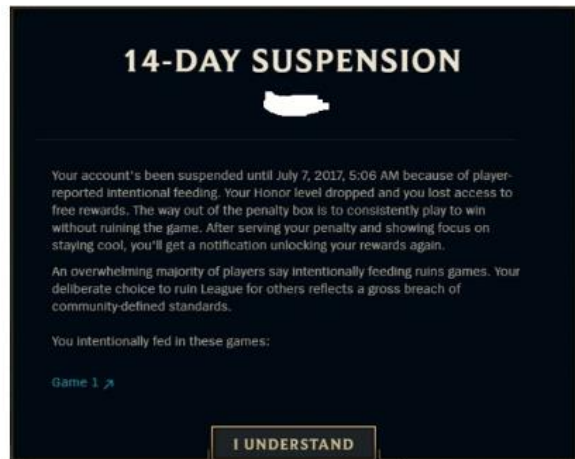 14-DAY SUSPENSION
Your account's been suspended until July 7, 2017, 5:06 AM because of player-
reported intentional feeding. Your Honor level dropped and you lost access to
free rewards. The way out of the penalty box is to consistently play to win
without ruining the game. After serving your penalty and showing focus on
staying cool, you'll get a notification unlocking your rewards again.
An overwhelming majority of players say intentionally feeding ruins games. Your
deliberate choice to ruin League for others reflects a gross breach of
community-defined standards.
You intentionally fed in these games:
Game 1
I UNDERSTAND